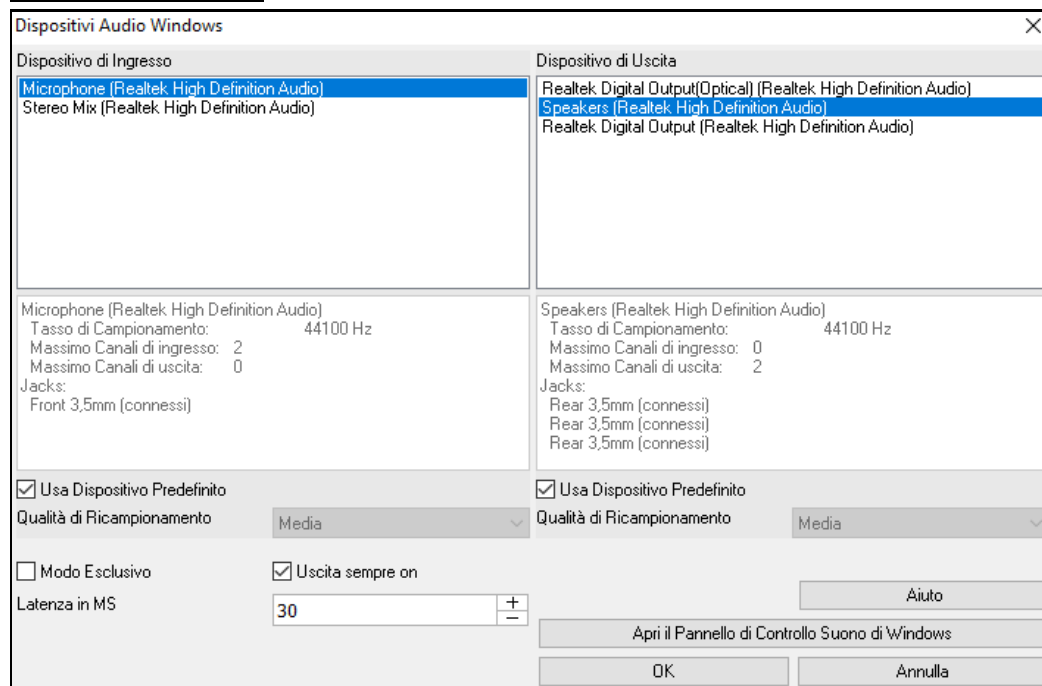 Dispositivi Audio Windows
Dispositivo di Ingresso
Microphone (Realtek High Definition Audio)
Stereo Mix (Realtek High Definition Audio)
Dispositivo di Uscita
Realtek Digital Output(Optical) (Realtek High Definition Audio)
Speakers (Realtek High Definition Audio)
Realtek Digital Output (Realtek High Definition Audio)
Microphone (Realtek High Definition Audio)
Tasso di Campionamento: 44100 Hz
Massimo Canali di ingresso: 2
Massimo Canali di uscita: 0
Jacks:
Front 3,5mm (connessi)
Speakers (Realtek High Definition Audio)
Tasso di Campionamento: 44100 Hz
Massimo Canali di ingresso: 0
Massimo Canali di uscita: 2
Jacks:
Rear 3,5mm (connessi)
Rear 3,5mm (connessi)
Rear 3,5mm (connessi)
Usa Dispositivo Predefinito
Qualità di Ricampionamento Media
Usa Dispositivo Predefinito
Qualità di Ricampionamento Media
Modo Esclusivo
Uscita sempre on
Latenza in MS 30
Aiuto
Apri il Pannello di Controllo Suono di Windows
OK
Annulla